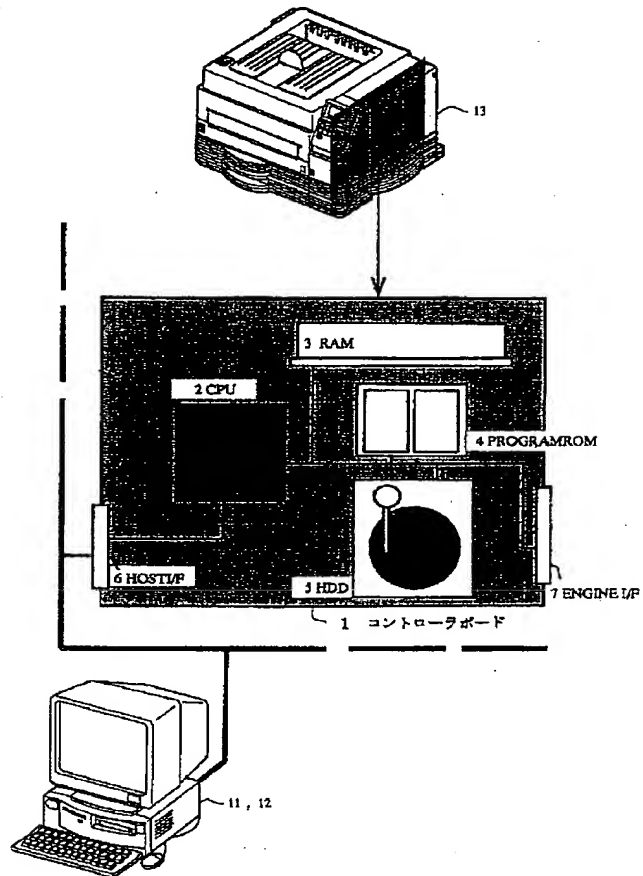 13
3 RAM
2 CPU
4 PROGRAMROM
6 HOSTI/F
5 HDD
7 ENGINE I/F
1 コントローラボード
11, 12